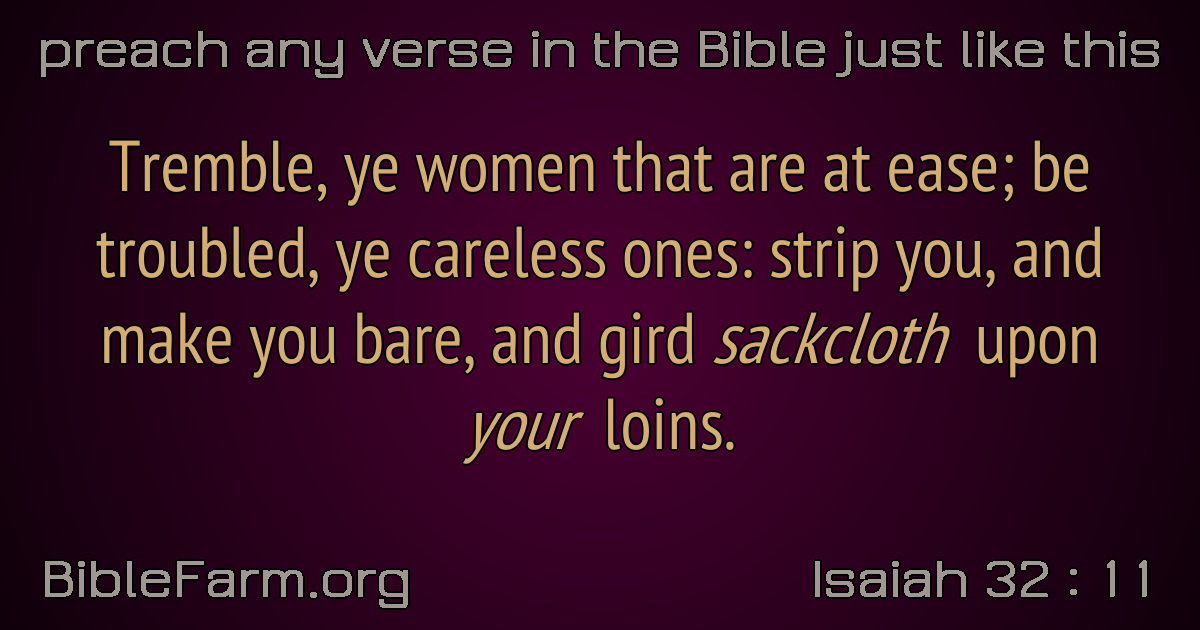 preach any verse in the Bible just like this
Tremble, ye women that are at ease; be
troubled, ye careless ones: strip you, and
make you bare, and gird sackcloth upon
your loins.
BibleFarm.org
Isaiah 32 : 11